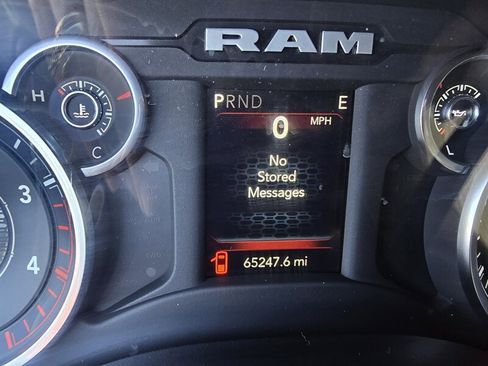 RAM
PRND E
0 MPH
No
Stored
Messages
65247.6 mi
H
C
L
3
4